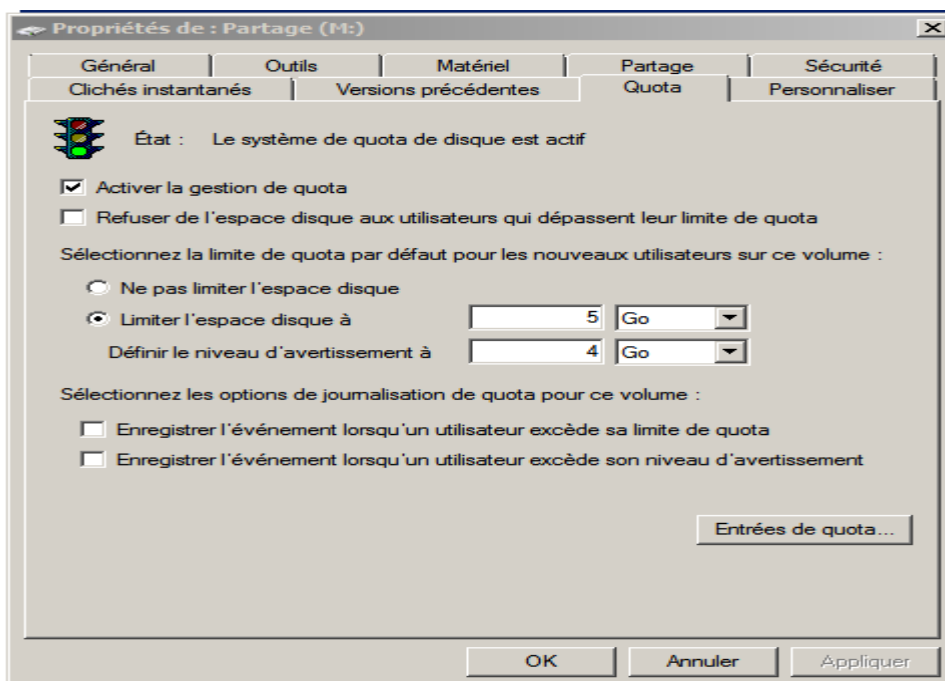 Propriétés de : Partage (M:)
Général Outils Matériel Partage Sécurité
Clichés instantanés Versions précédentes Quota Personnaliser
État : Le système de quota de disque est actif
Activer la gestion de quota
Refuser de l'espace disque aux utilisateurs qui dépassent leur limite de quota
Sélectionnez la limite de quota par défaut pour les nouveaux utilisateurs sur ce volume :
Ne pas limiter l'espace disque
Limiter l'espace disque à 5 Go
Définir le niveau d'avertissement à 4 Go
Sélectionnez les options de journalisation de quota pour ce volume :
Enregistrer l'événement lorsqu'un utilisateur excède sa limite de quota
Enregistrer l'événement lorsqu'un utilisateur excède son niveau d'avertissement
Entrées de quota...
OK Annuler Appliquer